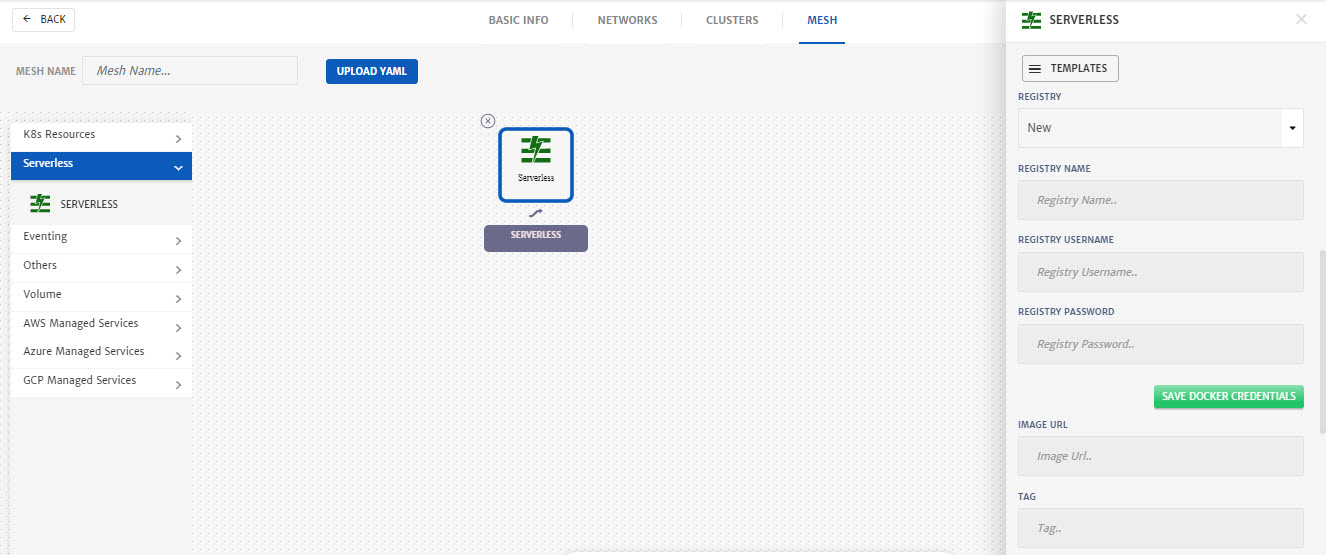 BACK
BASIC INFO
NETWORKS
CLUSTERS
MESH
MESH NAME
Mesh Name...
UPLOAD YAML
K8s Resources
Serverless
SERVERLESS
Eventing
Others
Volume
AWS Managed Services
Azure Managed Services
GCP Managed Services
Serverless
SERVERLESS
SERVERLESS
TEMPLATES
REGISTRY
New
REGISTRY NAME
Registry Name..
REGISTRY USERNAME
Registry Username..
REGISTRY PASSWORD
Registry Password..
SAVE DOCKER CREDENTIALS
IMAGE URL
Image Url..
TAG
Tag..